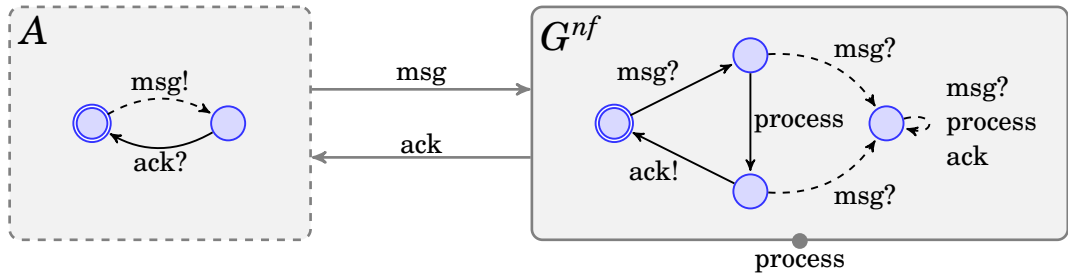 A
msg!
ack?
msg
ack
G^{nf}
msg?
process
ack!
msg?
msg?
msg?
process
ack
process